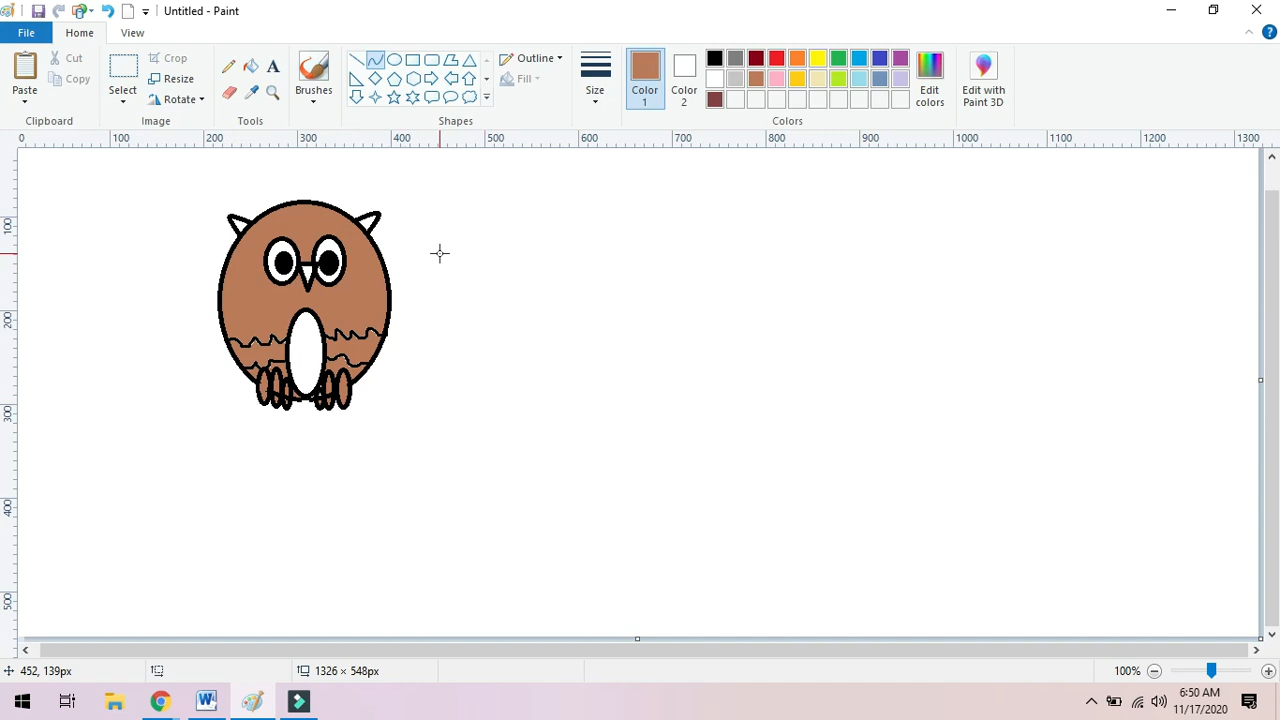 Untitled - Paint
File
Home
View
Paste
Cut
Copy
Clipboard
Select
Crop
Resize
Rotate
Image
A
Tools
Brushes
Outline
Fill
Shapes
Size
Color 1
Color 2
Colors
Edit colors
Edit with Paint 3D
0 100 200 300 400 500 600 700 800 900 1000 1100 1200 1300
100
200
300
400
500
452, 139px
1326 × 548px
100%
W
6:50 AM
11/17/2020